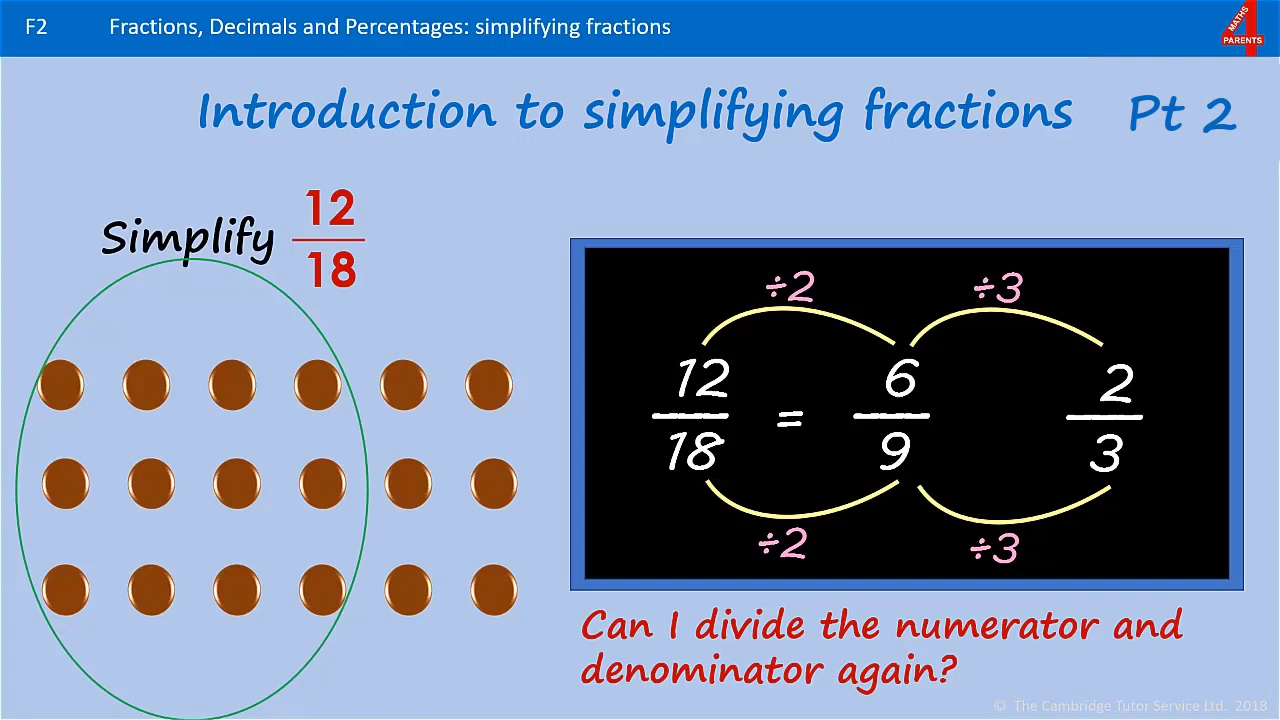 F2 Fractions, Decimals and Percentages: simplifying fractions
MATHS
4
PARENTS
Introduction to simplifying fractions Pt 2
Simplify 12
18
÷2 ÷3
12 6 2
=
18 9 3
÷2 ÷3
Can I divide the numerator and
denominator again?
© The Cambridge Tutor Service Ltd. 2018